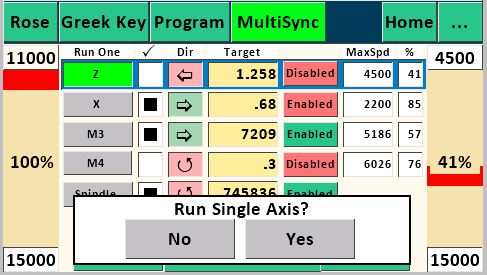 Rose Greek Key Program MultiSync Home ...
11000 Run One ✓ Dir Target MaxSpd % 4500
Z 1.258 Disabled 4500 41
X .68 Enabled 2200 85
M3 7209 Enabled 5186 57
100% 41%
M4 .3 Disabled 6026 76
Spindle 745836 Enabled
Run Single Axis?
No Yes
15000 15000